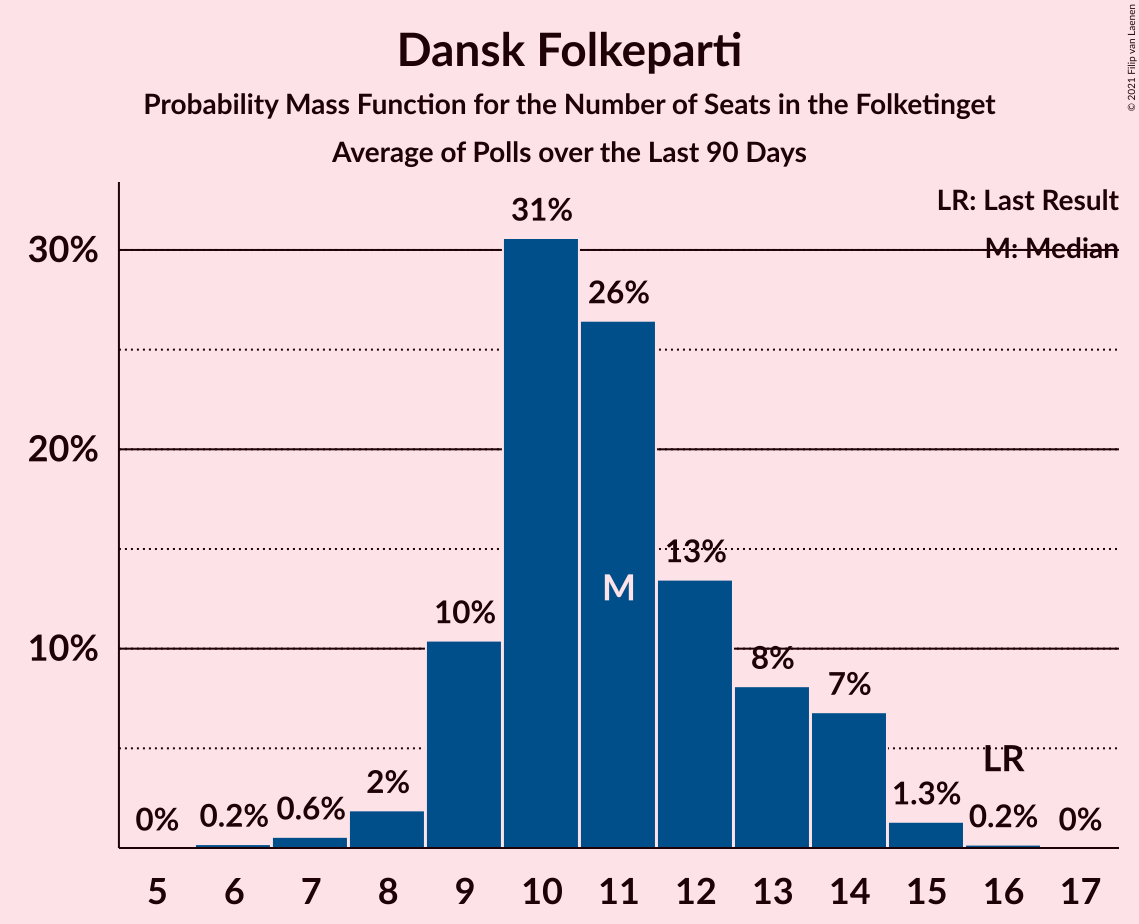 Dansk Folkeparti
Probability Mass Function for the Number of Seats in the Folketinget
Average of Polls over the Last 90 Days
© 2021 Filip van Laenen
LR: Last Result
M: Median
30%
20%
10%
0%
0.2%
0.6%
2%
10%
31%
26%
13%
8%
7%
1.3%
0.2%
0%
M
LR
5 6 7 8 9 10 11 12 13 14 15 16 17